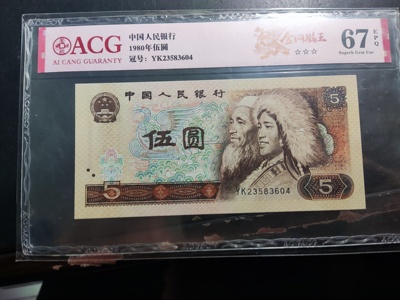 ACG
AI CANG GUARANTY
中国人民银行
1980年伍圆
冠号：YK23583604
67 EPQ
Superb Gem Unc
中国人民银行
5
伍圆
YK23583604
5
5